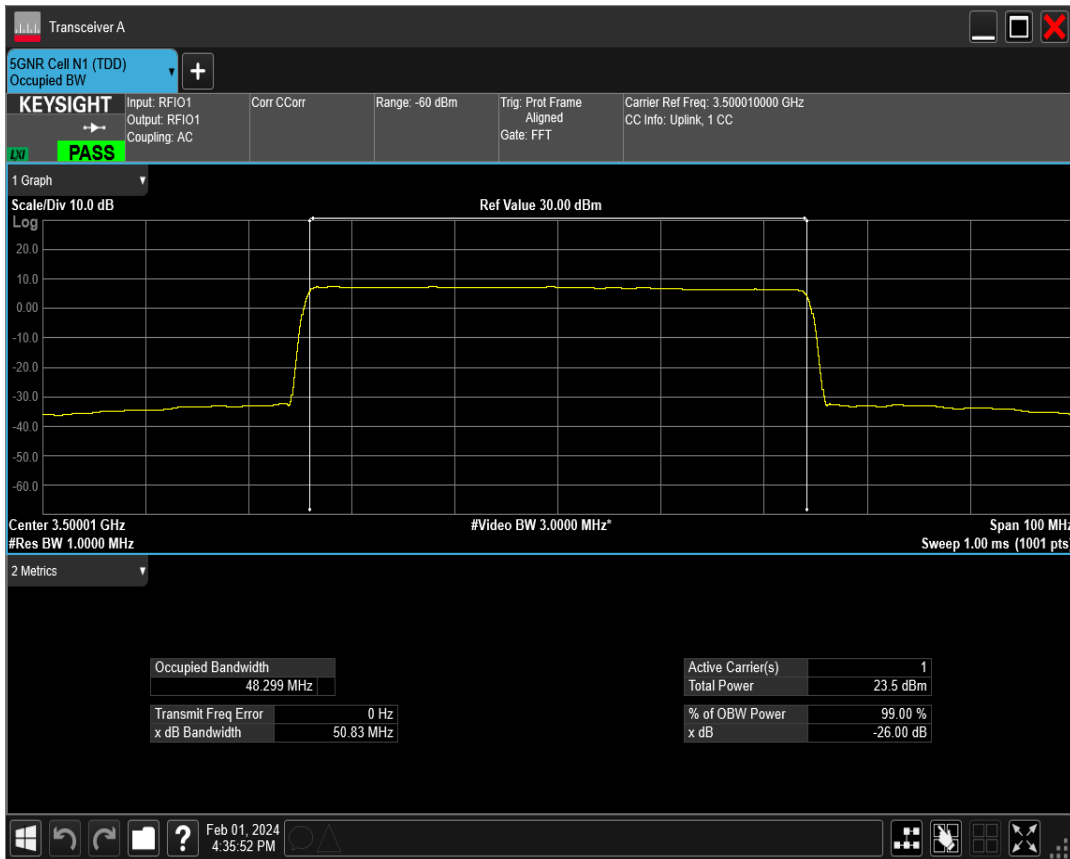 Transceiver A
5GNR Cell N1 (TDD)
Occupied BW
+
KEYSIGHT
LXI
PASS
Input: RFIO1
Output: RFIO1
Coupling: AC
Corr CCorr
Range: -60 dBm
Trig: Prot Frame
Aligned
Gate: FFT
Carrier Ref Freq: 3.500010000 GHz
CC Info: Uplink, 1 CC
1 Graph
Scale/Div 10.0 dB
Ref Value 30.00 dBm
Log
20.0
10.0
0.00
-10.0
-20.0
-30.0
-40.0
-50.0
-60.0
Center 3.50001 GHz
#Video BW 3.0000 MHz*
Span 100 MHz
#Res BW 1.0000 MHz
Sweep 1.00 ms (1001 pts)
2 Metrics
Occupied Bandwidth
48.299 MHz
Transmit Freq Error 0 Hz
x dB Bandwidth 50.83 MHz
Active Carrier(s) 1
Total Power 23.5 dBm
% of OBW Power 99.00 %
x dB -26.00 dB
?
Feb 01, 2024
4:35:52 PM